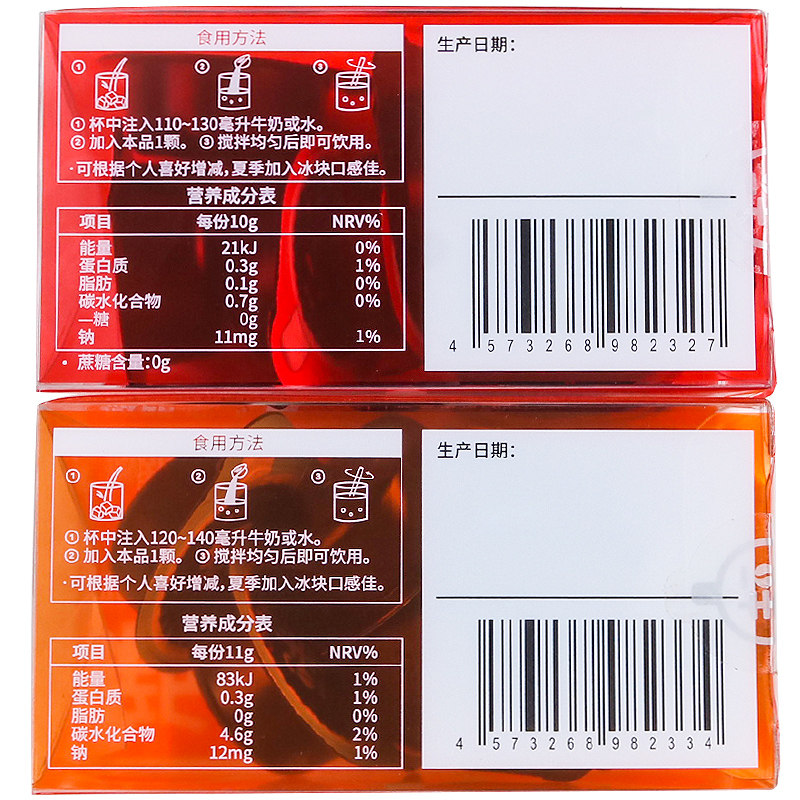 食用方法
① ② ③
①杯中注入110~130毫升牛奶或水。
②加入本品1颗。 ③搅拌均匀后即可饮用。
·可根据个人喜好增减,夏季加入冰块口感佳。
营养成分表
项目 每份10g NRV%
能量 21kJ 0%
蛋白质 0.3g 1%
脂肪 0.1g 0%
碳水化合物 0.7g 0%
—糖 0g
钠 11mg 1%
·蔗糖含量:0g
生产日期:
4 573268 982327
食用方法
① ② ③
①杯中注入120~140毫升牛奶或水。
②加入本品1颗。 ③搅拌均匀后即可饮用。
·可根据个人喜好增减,夏季加入冰块口感佳。
营养成分表
项目 每份11g NRV%
能量 83kJ 1%
蛋白质 0.3g 1%
脂肪 0g 0%
碳水化合物 4.6g 2%
钠 12mg 1%
生产日期:
4 573268 982334